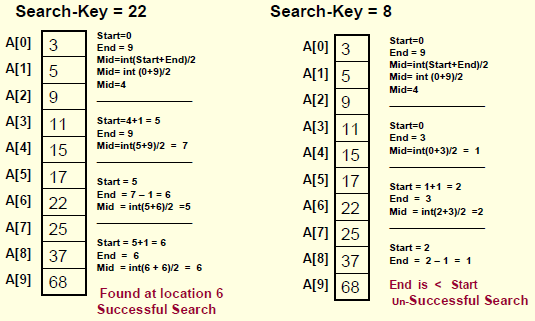 Search-Key = 22
A[0] 3
A[1] 5
A[2] 9
A[3] 11
A[4] 15
A[5] 17
A[6] 22
A[7] 25
A[8] 37
A[9] 68
Start=0
End = 9
Mid=int(Start+End)/2
Mid= int (0+9)/2
Mid=4
Start=4+1 = 5
End = 9
Mid=int(5+9)/2 = 7
Start = 5
End = 7 – 1 = 6
Mid = int(5+6)/2 =5
Start = 5+1 = 6
End = 6
Mid = int(6 + 6)/2 = 6
Found at location 6
Successful Search
Search-Key = 8
A[0] 3
A[1] 5
A[2] 9
A[3] 11
A[4] 15
A[5] 17
A[6] 22
A[7] 25
A[8] 37
A[9] 68
Start=0
End = 9
Mid=int(Start+End)/2
Mid= int (0+9)/2
Mid=4
Start=0
End = 3
Mid=int(0+3)/2 = 1
Start = 1+1 = 2
End = 3
Mid = int(2+3)/2 =2
Start = 2
End = 2 – 1 = 1
End is < Start
Un-Successful Search